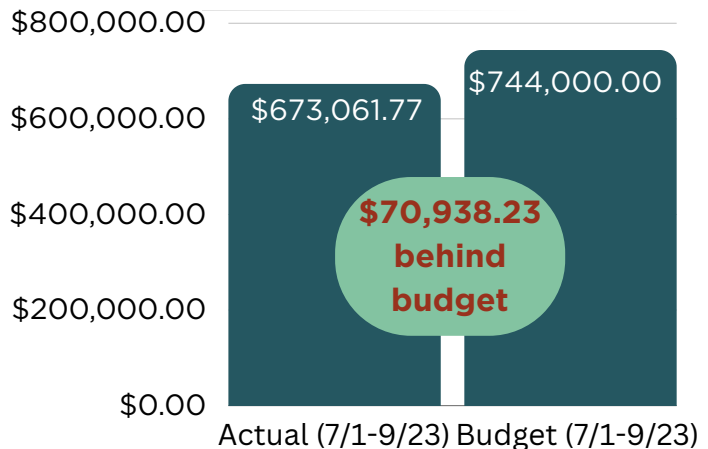 $800,000.00
$673,061.77
$744,000.00
$600,000.00
$70,938.23
behind
budget
$400,000.00
$200,000.00
$0.00
Actual (7/1-9/23)
Budget (7/1-9/23)